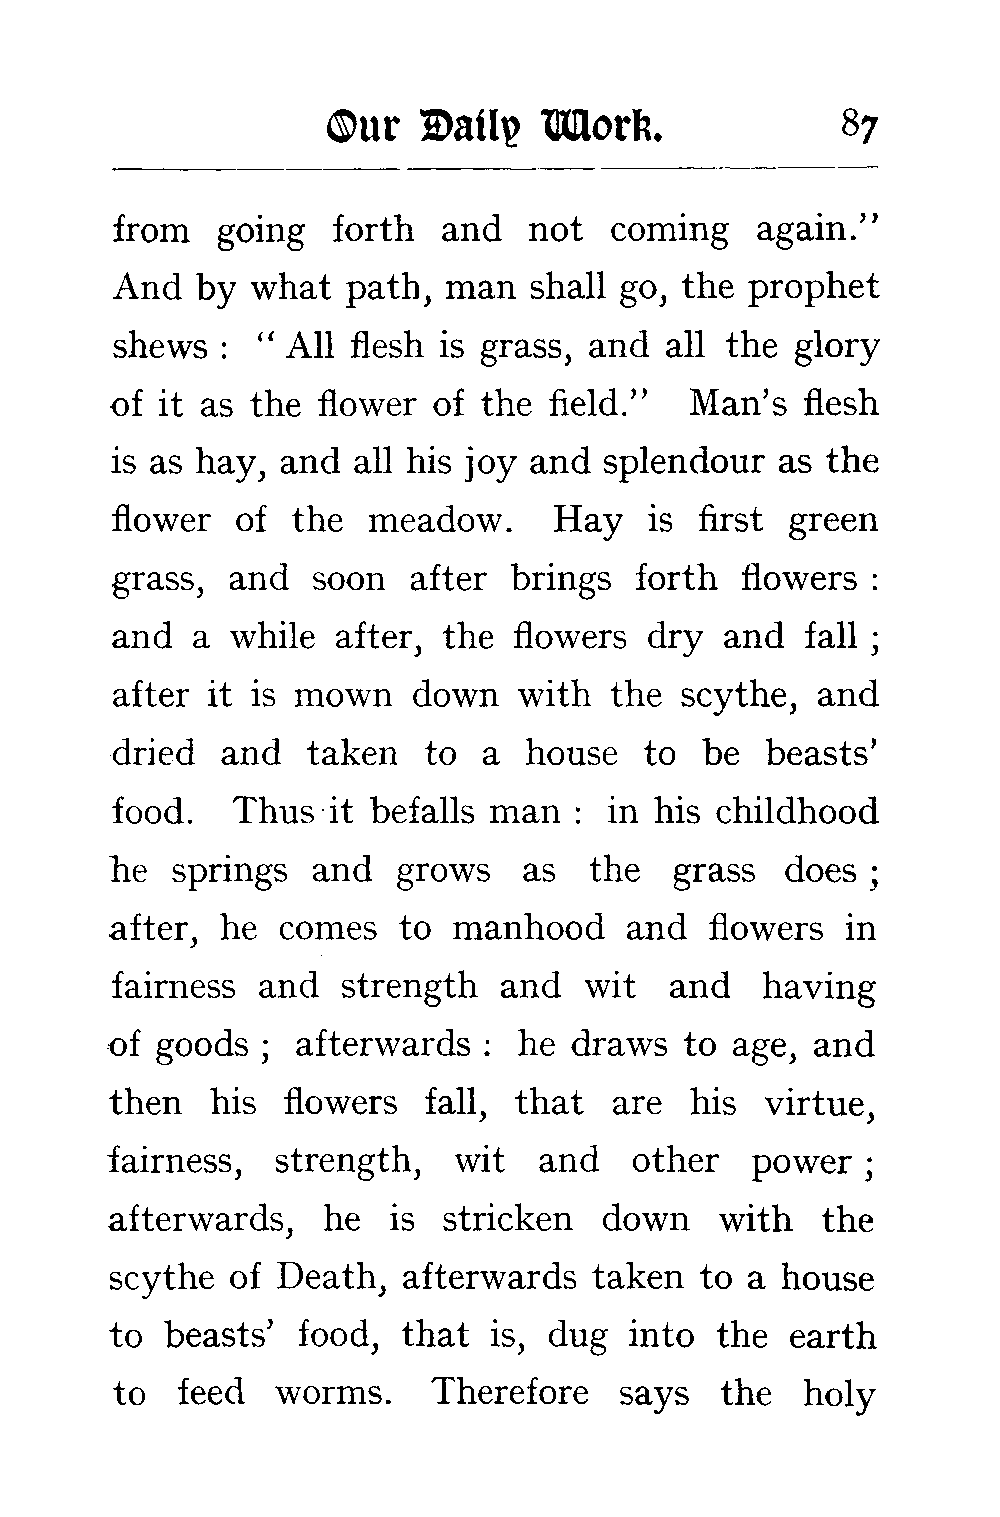 Our Daily Work. 87
from going forth and not coming again."
And by what path, man shall go, the prophet
shews : " All flesh is grass, and all the glory
of it as the flower of the field." Man's flesh
is as hay, and all his joy and splendour as the
flower of the meadow. Hay is first green
grass, and soon after brings forth flowers :
and a while after, the flowers dry and fall ;
after it is mown down with the scythe, and
dried and taken to a house to be beasts'
food. Thus it befalls man : in his childhood
he springs and grows as the grass does ;
after, he comes to manhood and flowers in
fairness and strength and wit and having
of goods ; afterwards : he draws to age, and
then his flowers fall, that are his virtue,
fairness, strength, wit and other power ;
afterwards, he is stricken down with the
scythe of Death, afterwards taken to a house
to beasts' food, that is, dug into the earth
to feed worms. Therefore says the holy